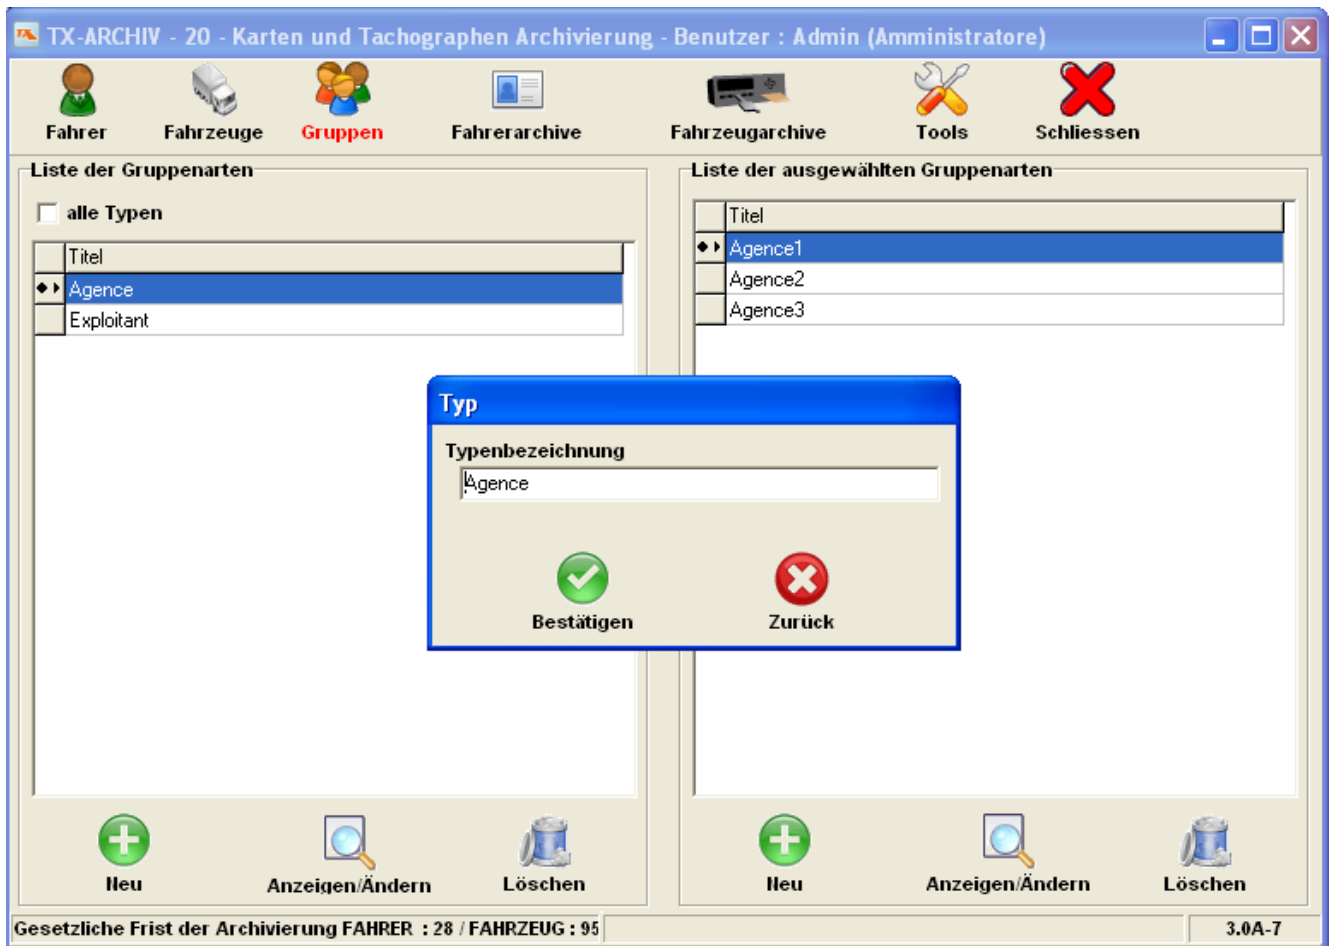 TX-ARCHIV - 20 - Karten und Tachographen Archivierung - Benutzer : Admin (Amministratore)
Fahrer Fahrzeuge Gruppen Fahrerarchive Fahrzeugarchive Tools Schliessen
Liste der Gruppenarten
alle Typen
Titel
Agence
Exploitant
Liste der ausgewählten Gruppenarten
Titel
Agence1
Agence2
Agence3
Typ
Typenbezeichnung
Agence
Bestätigen Zurück
Neu Anzeigen/Ändern Löschen
Neu Anzeigen/Ändern Löschen
Gesetzliche Frist der Archivierung FAHRER : 28 / FAHRZEUG : 95
3.0A-7